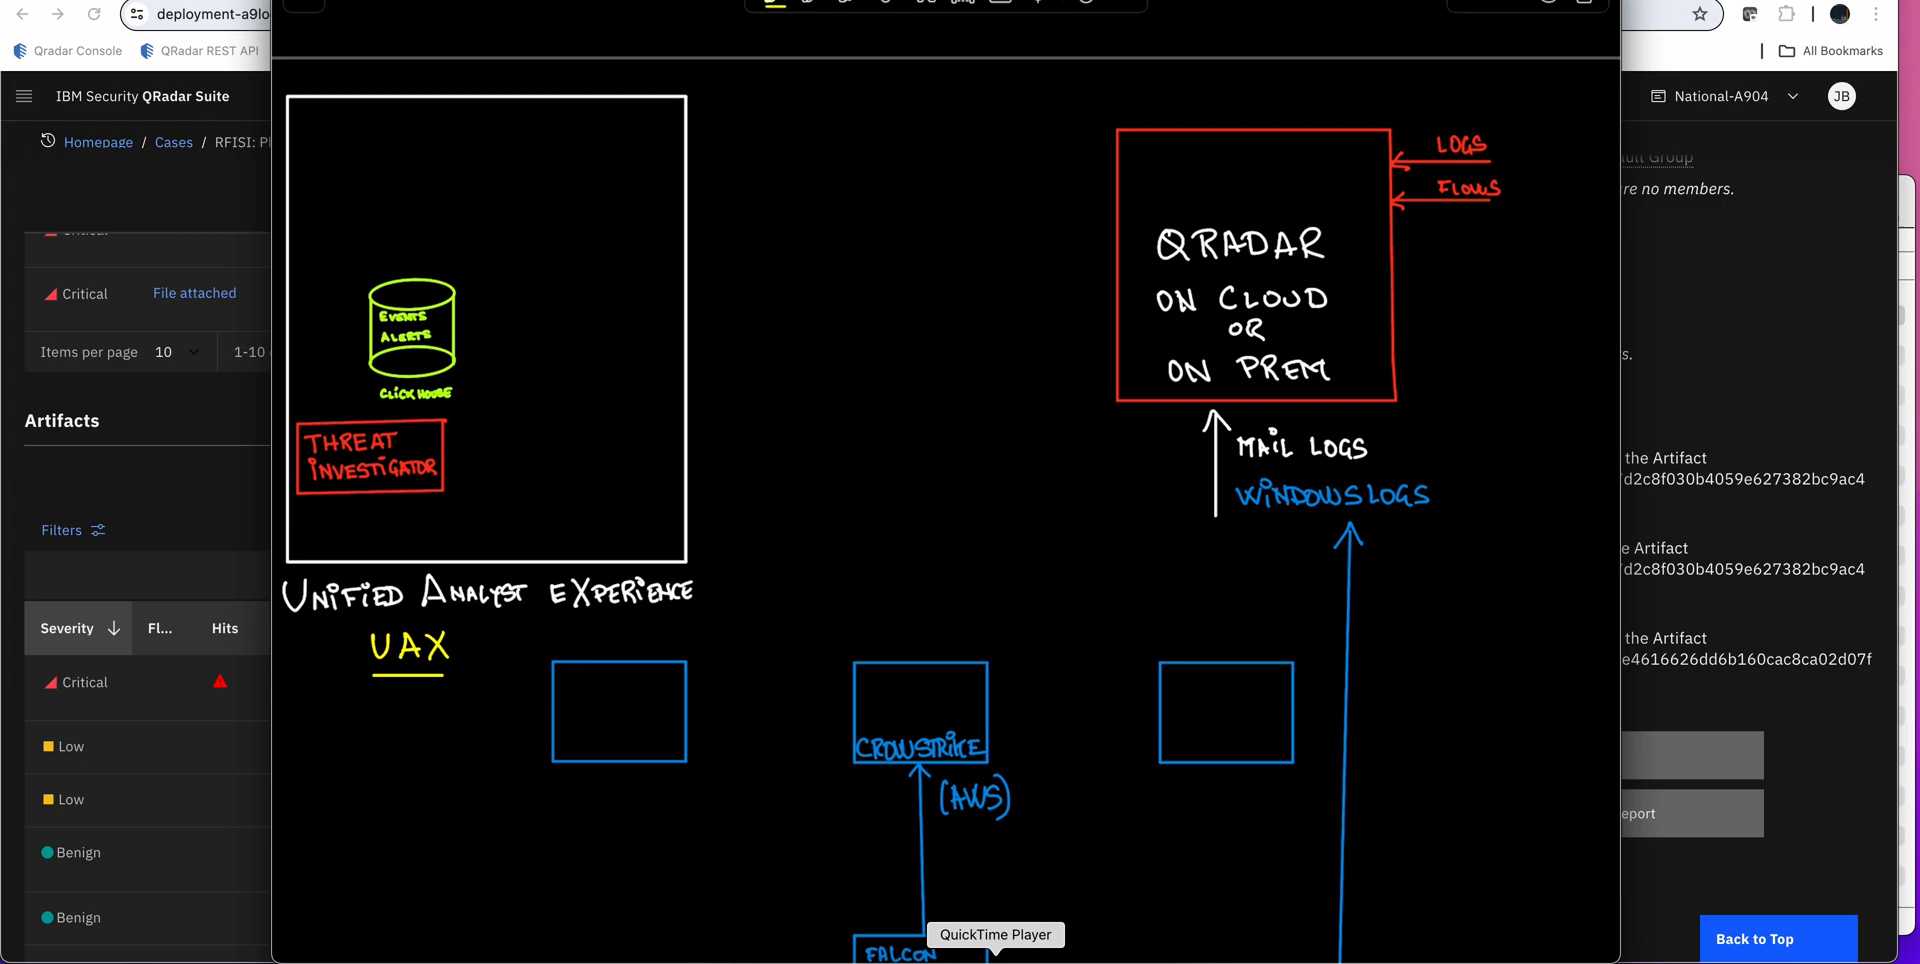 deployment-a9lo
Qradar Console
QRadar REST API
All Bookmarks
IBM Security QRadar Suite
National-A904
JB
Homepage / Cases / RFISI: Pl
ult Group
re no members.
Critical
Critical
File attached
Items per page 10
1-10
s.
Artifacts
Filters
Severity
Fl...
Hits
Critical
Low
Low
Benign
Benign
EVENTS
ALERTS
CLICKHOUSE
THREAT
INVESTIGATOR
UNIFIED ANALYST EXPERIENCE
UAX
LOGS
FLOWS
QRADAR
ON CLOUD
OR
ON PREM
MAIL LOGS
WINDOWS LOGS
CROWSTRIKE
(AWS)
FALCON
QuickTime Player
the Artifact
d2c8f030b4059e627382bc9ac4
e Artifact
d2c8f030b4059e627382bc9ac4
the Artifact
e4616626dd6b160cac8ca02d07f
eport
Back to Top